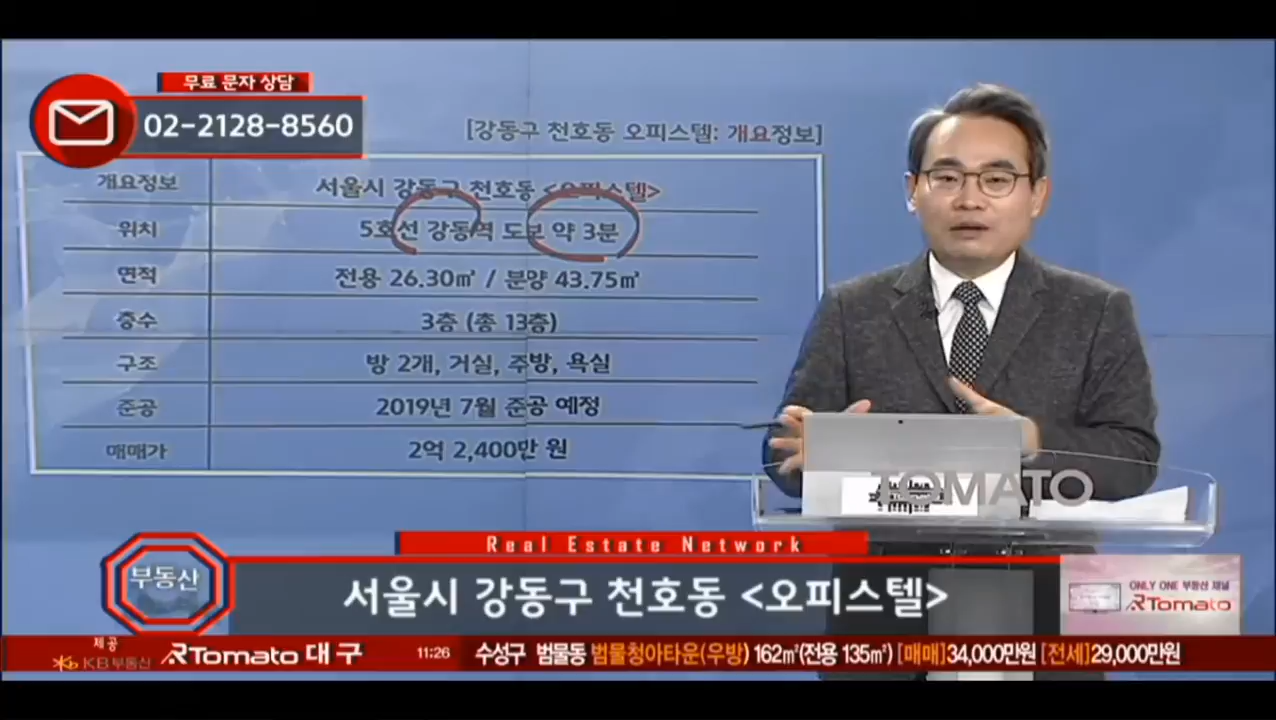 무료 문자 상담
02-2128-8560
[강동구 천호동 오피스텔: 개요정보]
개요정보 서울시 강동구 천호동 <오피스텔>
위치 5호선 강동역 도보 약 3분
면적 전용 26.30㎡ / 분양 43.75㎡
층수 3층 (총 13층)
구조 방 2개, 거실, 주방, 욕실
준공 2019년 7월 준공 예정
매매가 2억 2,400만 원
TOMATO
Real Estate Network
부동산
서울시 강동구 천호동 <오피스텔>
ONLY ONE 부동산 채널
RTomato
제공
KB부동산
RTomato 대구 11:26 수성구 범물동 범물청아타운(우방) 162㎡(전용 135㎡) [매매]34,000만원 [전세]29,000만원